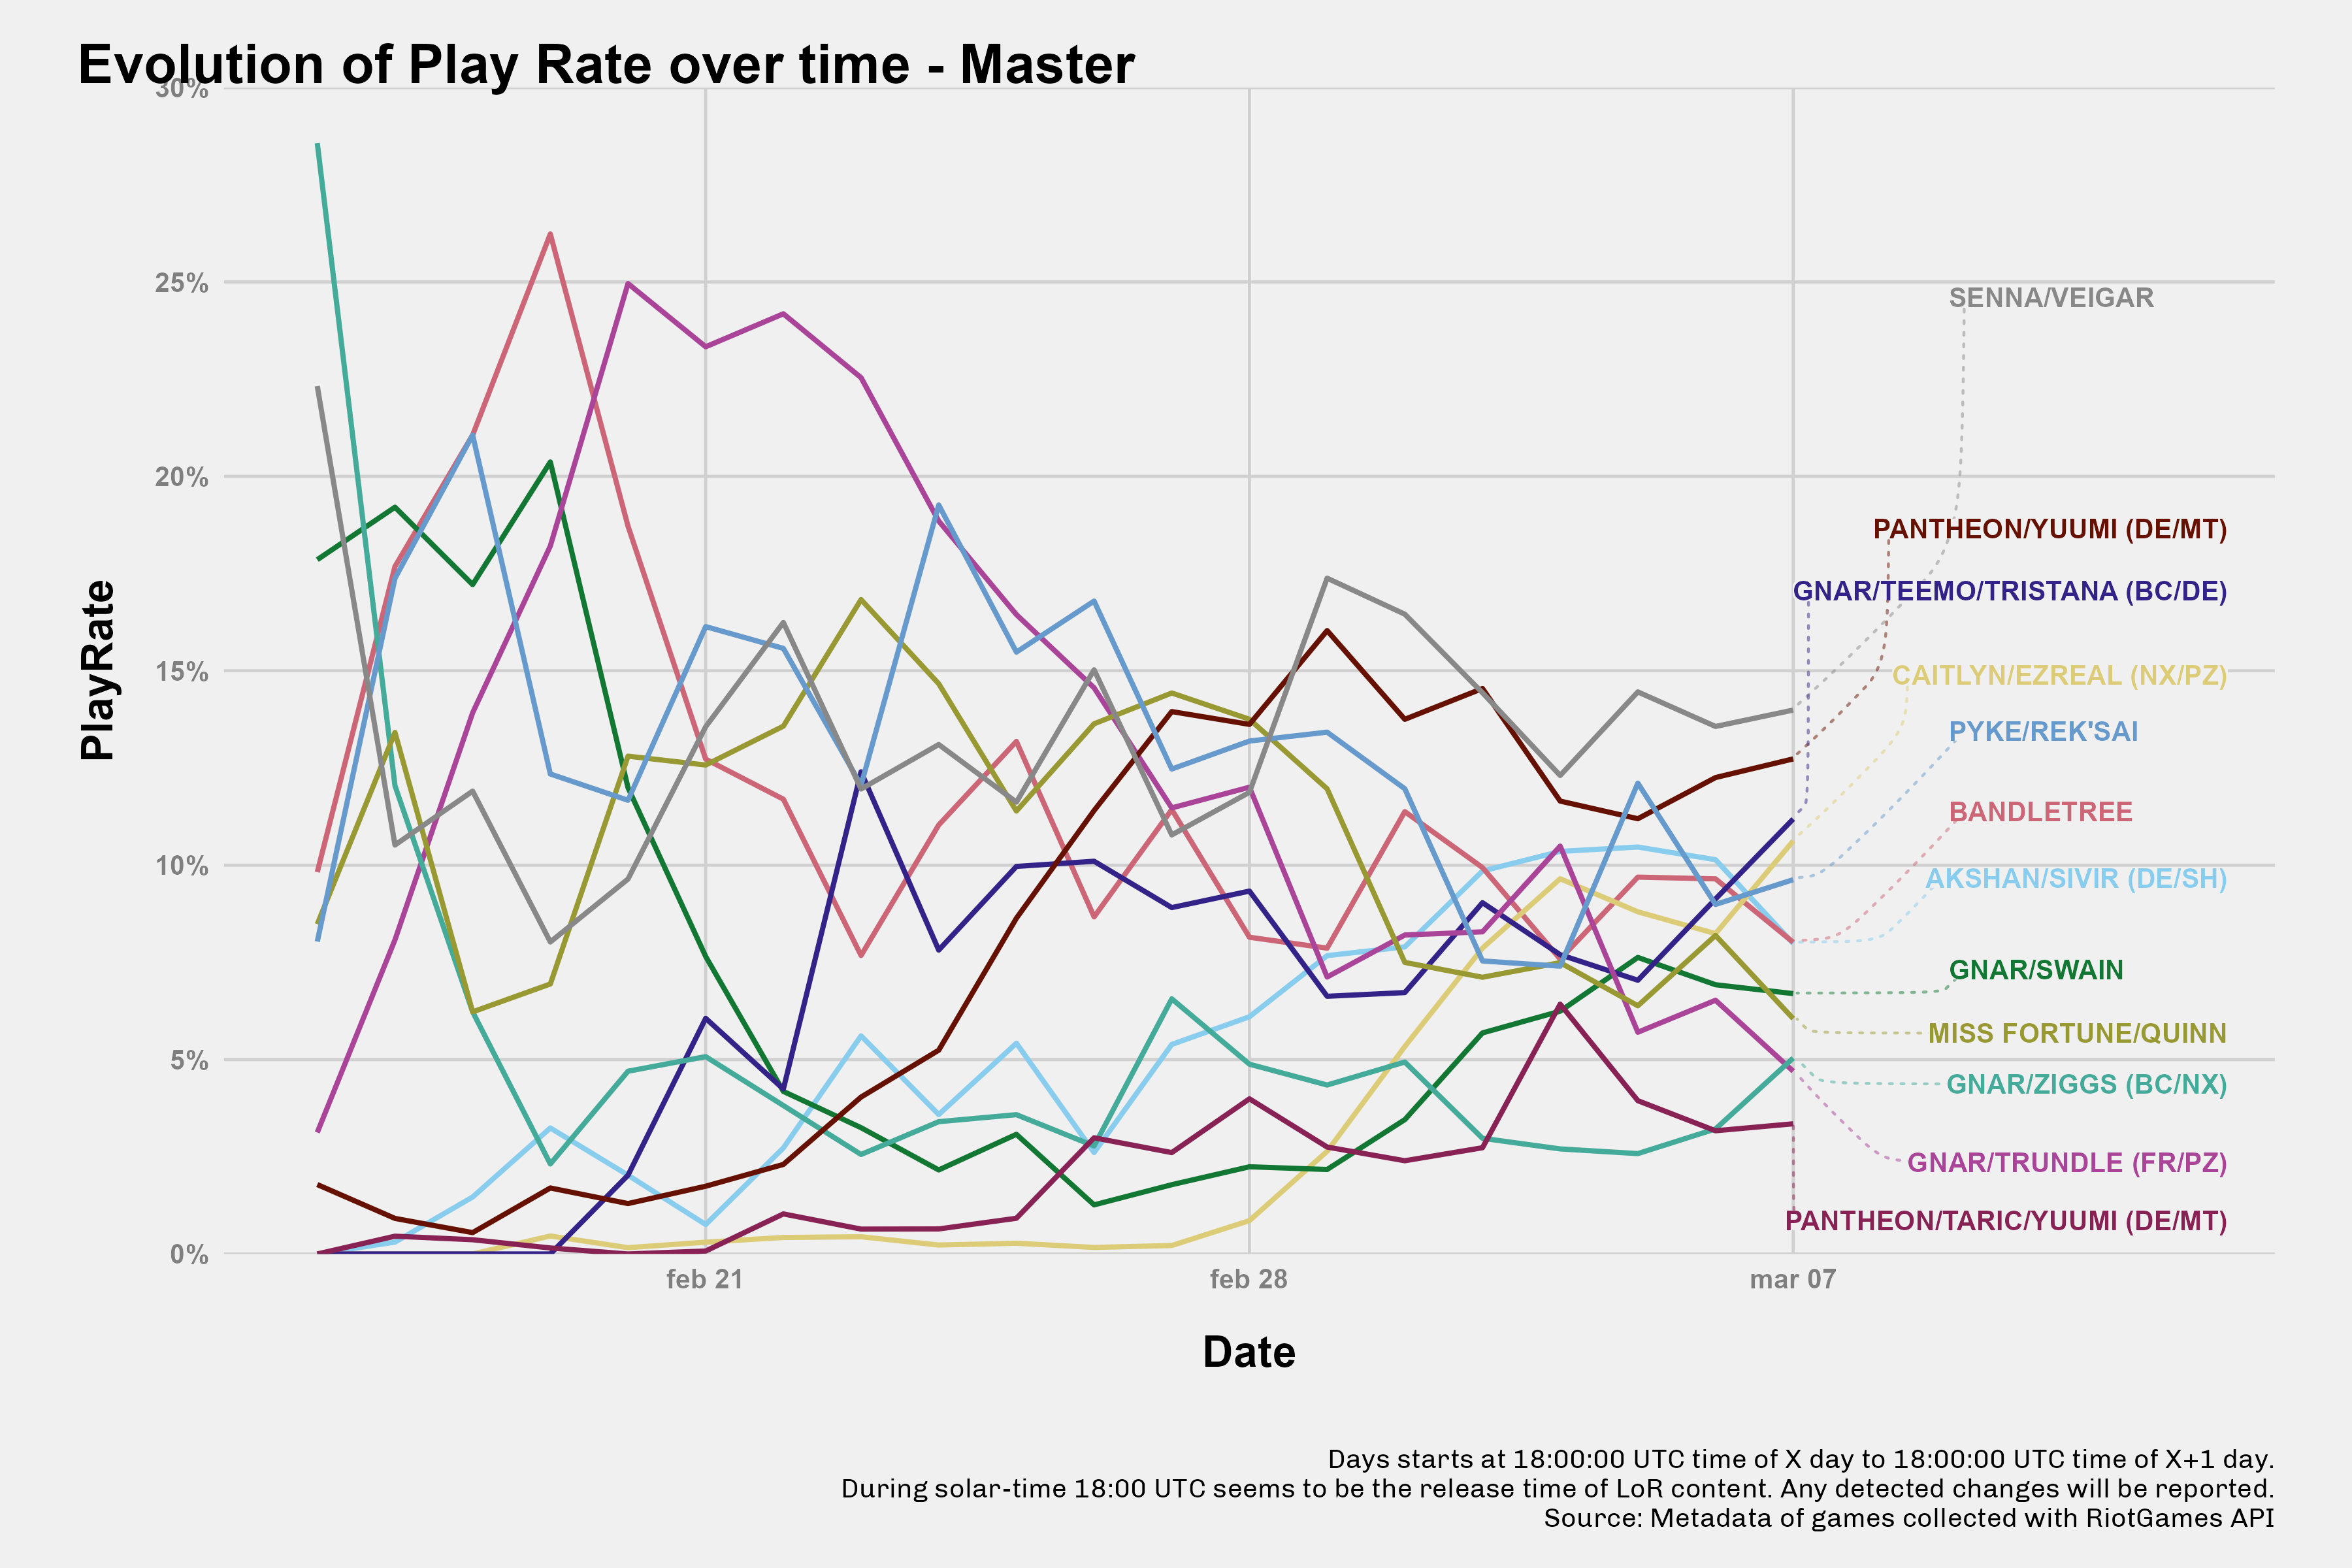 Evolution of Play Rate over time - Master
30%
25%
20%
15%
10%
5%
0%
PlayRate
feb 21
feb 28
mar 07
Date
SENNA/VEIGAR
PANTHEON/YUUMI (DE/MT)
GNAR/TEEMO/TRISTANA (BC/DE)
CAITLYN/EZREAL (NX/PZ)
PYKE/REK'SAI
BANDLETREE
AKSHAN/SIVIR (DE/SH)
GNAR/SWAIN
MISS FORTUNE/QUINN
GNAR/ZIGGS (BC/NX)
GNAR/TRUNDLE (FR/PZ)
PANTHEON/TARIC/YUUMI (DE/MT)
Days starts at 18:00:00 UTC time of X day to 18:00:00 UTC time of X+1 day.
During solar-time 18:00 UTC seems to be the release time of LoR content. Any detected changes will be reported.
Source: Metadata of games collected with RiotGames API